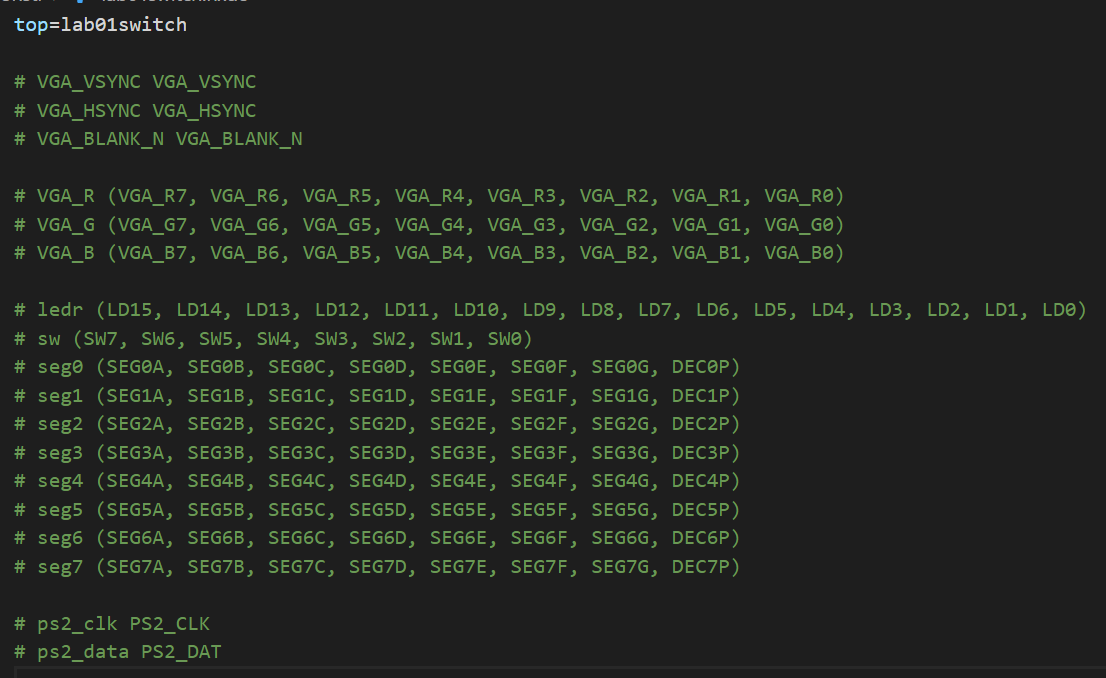 top=lab01switch
# VGA_VSYNC VGA_VSYNC
# VGA_HSYNC VGA_HSYNC
# VGA_BLANK_N VGA_BLANK_N
# VGA_R (VGA_R7, VGA_R6, VGA_R5, VGA_R4, VGA_R3, VGA_R2, VGA_R1, VGA_R0)
# VGA_G (VGA_G7, VGA_G6, VGA_G5, VGA_G4, VGA_G3, VGA_G2, VGA_G1, VGA_G0)
# VGA_B (VGA_B7, VGA_B6, VGA_B5, VGA_B4, VGA_B3, VGA_B2, VGA_B1, VGA_B0)
# ledr (LD15, LD14, LD13, LD12, LD11, LD10, LD9, LD8, LD7, LD6, LD5, LD4, LD3, LD2, LD1, LD0)
# sw (SW7, SW6, SW5, SW4, SW3, SW2, SW1, SW0)
# seg0 (SEG0A, SEG0B, SEG0C, SEG0D, SEG0E, SEG0F, SEG0G, DEC0P)
# seg1 (SEG1A, SEG1B, SEG1C, SEG1D, SEG1E, SEG1F, SEG1G, DEC1P)
# seg2 (SEG2A, SEG2B, SEG2C, SEG2D, SEG2E, SEG2F, SEG2G, DEC2P)
# seg3 (SEG3A, SEG3B, SEG3C, SEG3D, SEG3E, SEG3F, SEG3G, DEC3P)
# seg4 (SEG4A, SEG4B, SEG4C, SEG4D, SEG4E, SEG4F, SEG4G, DEC4P)
# seg5 (SEG5A, SEG5B, SEG5C, SEG5D, SEG5E, SEG5F, SEG5G, DEC5P)
# seg6 (SEG6A, SEG6B, SEG6C, SEG6D, SEG6E, SEG6F, SEG6G, DEC6P)
# seg7 (SEG7A, SEG7B, SEG7C, SEG7D, SEG7E, SEG7F, SEG7G, DEC7P)
# ps2_clk PS2_CLK
# ps2_data PS2_DAT